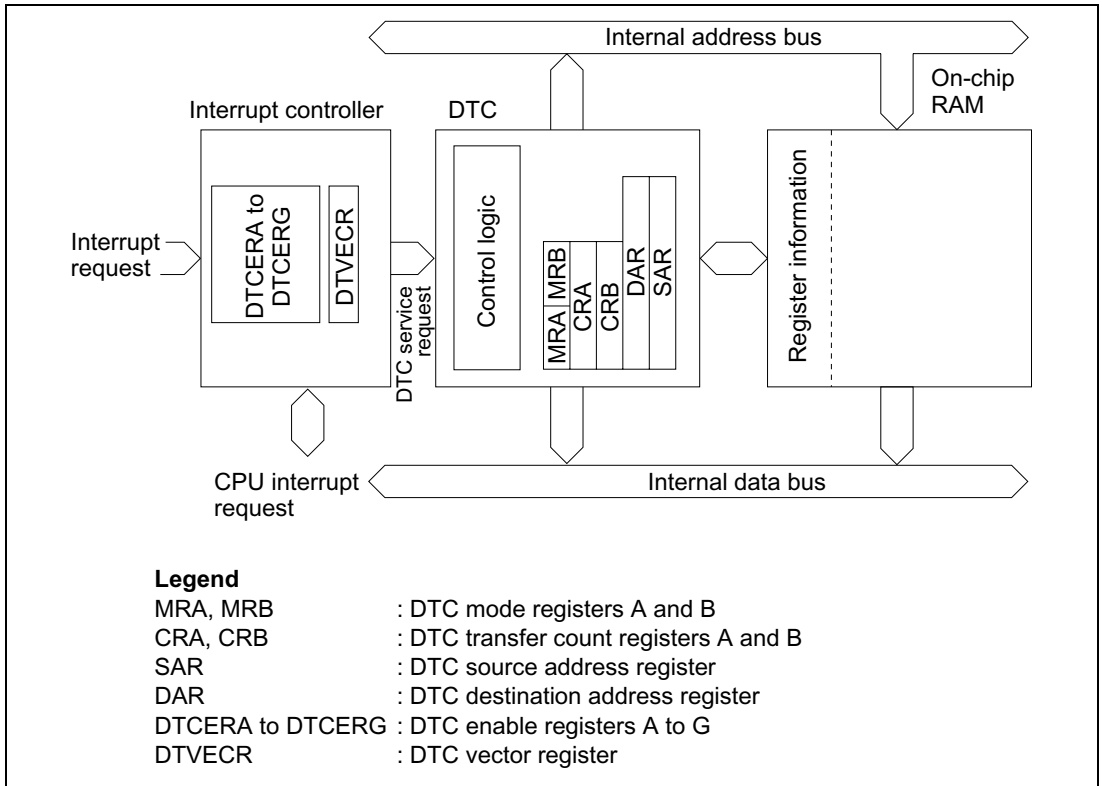 Internal address bus
On-chip
RAM
Interrupt controller
DTC
Interrupt
request
DTCERA to
DTCERG
DTVECR
DTC service
request
Control logic
MRA
MRB
CRA
CRB
DAR
SAR
Register information
CPU interrupt
request
Internal data bus
Legend
MRA, MRB : DTC mode registers A and B
CRA, CRB : DTC transfer count registers A and B
SAR : DTC source address register
DAR : DTC destination address register
DTCERA to DTCERG : DTC enable registers A to G
DTVECR : DTC vector register